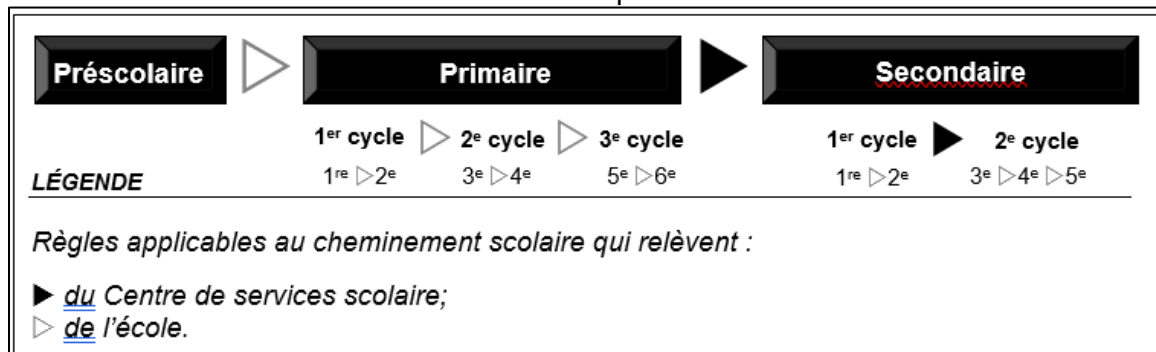 Préscolaire ▷ Primaire ▶ Secondaire
1er cycle ▷ 2e cycle ▷ 3e cycle 1er cycle ▶ 2e cycle
LÉGENDE 1re ▷2e 3e ▷4e 5e ▷6e 1re ▷2e 3e ▷4e ▷5e
Règles applicables au cheminement scolaire qui relèvent :
▶ du Centre de services scolaire;
▷ de l'école.